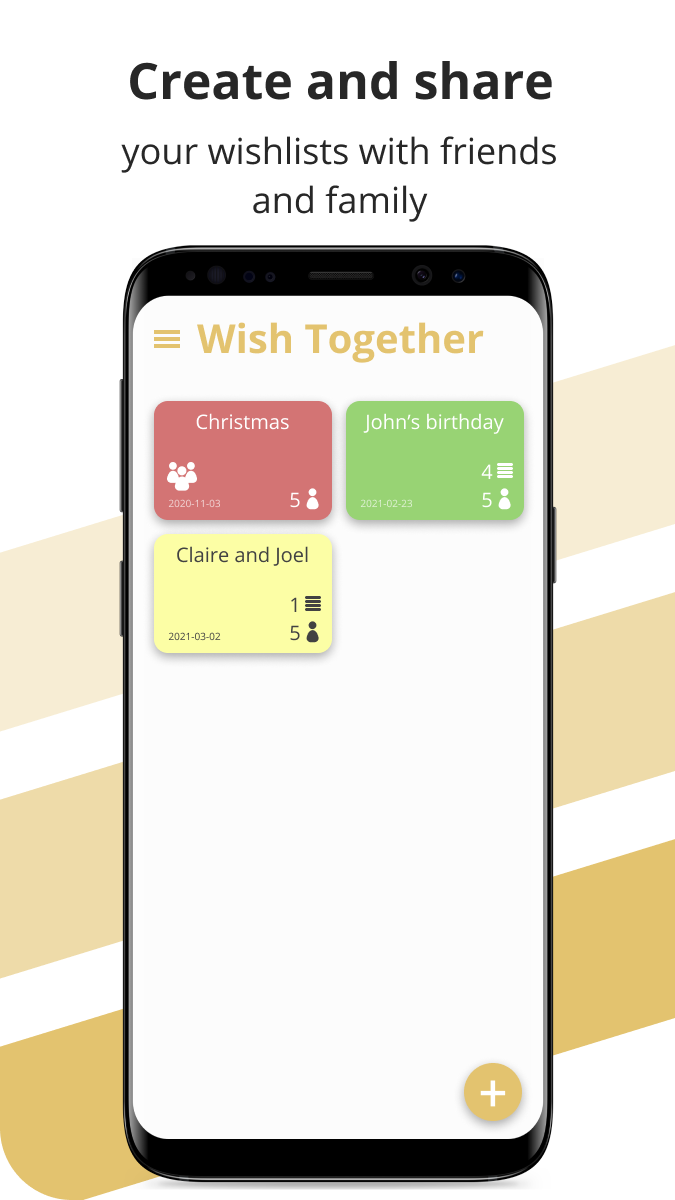 Create and share
your wishlists with friends
and family
Wish Together
Christmas
2020-11-03
5
John’s birthday
4
2021-02-23
5
Claire and Joel
1
2021-03-02
5